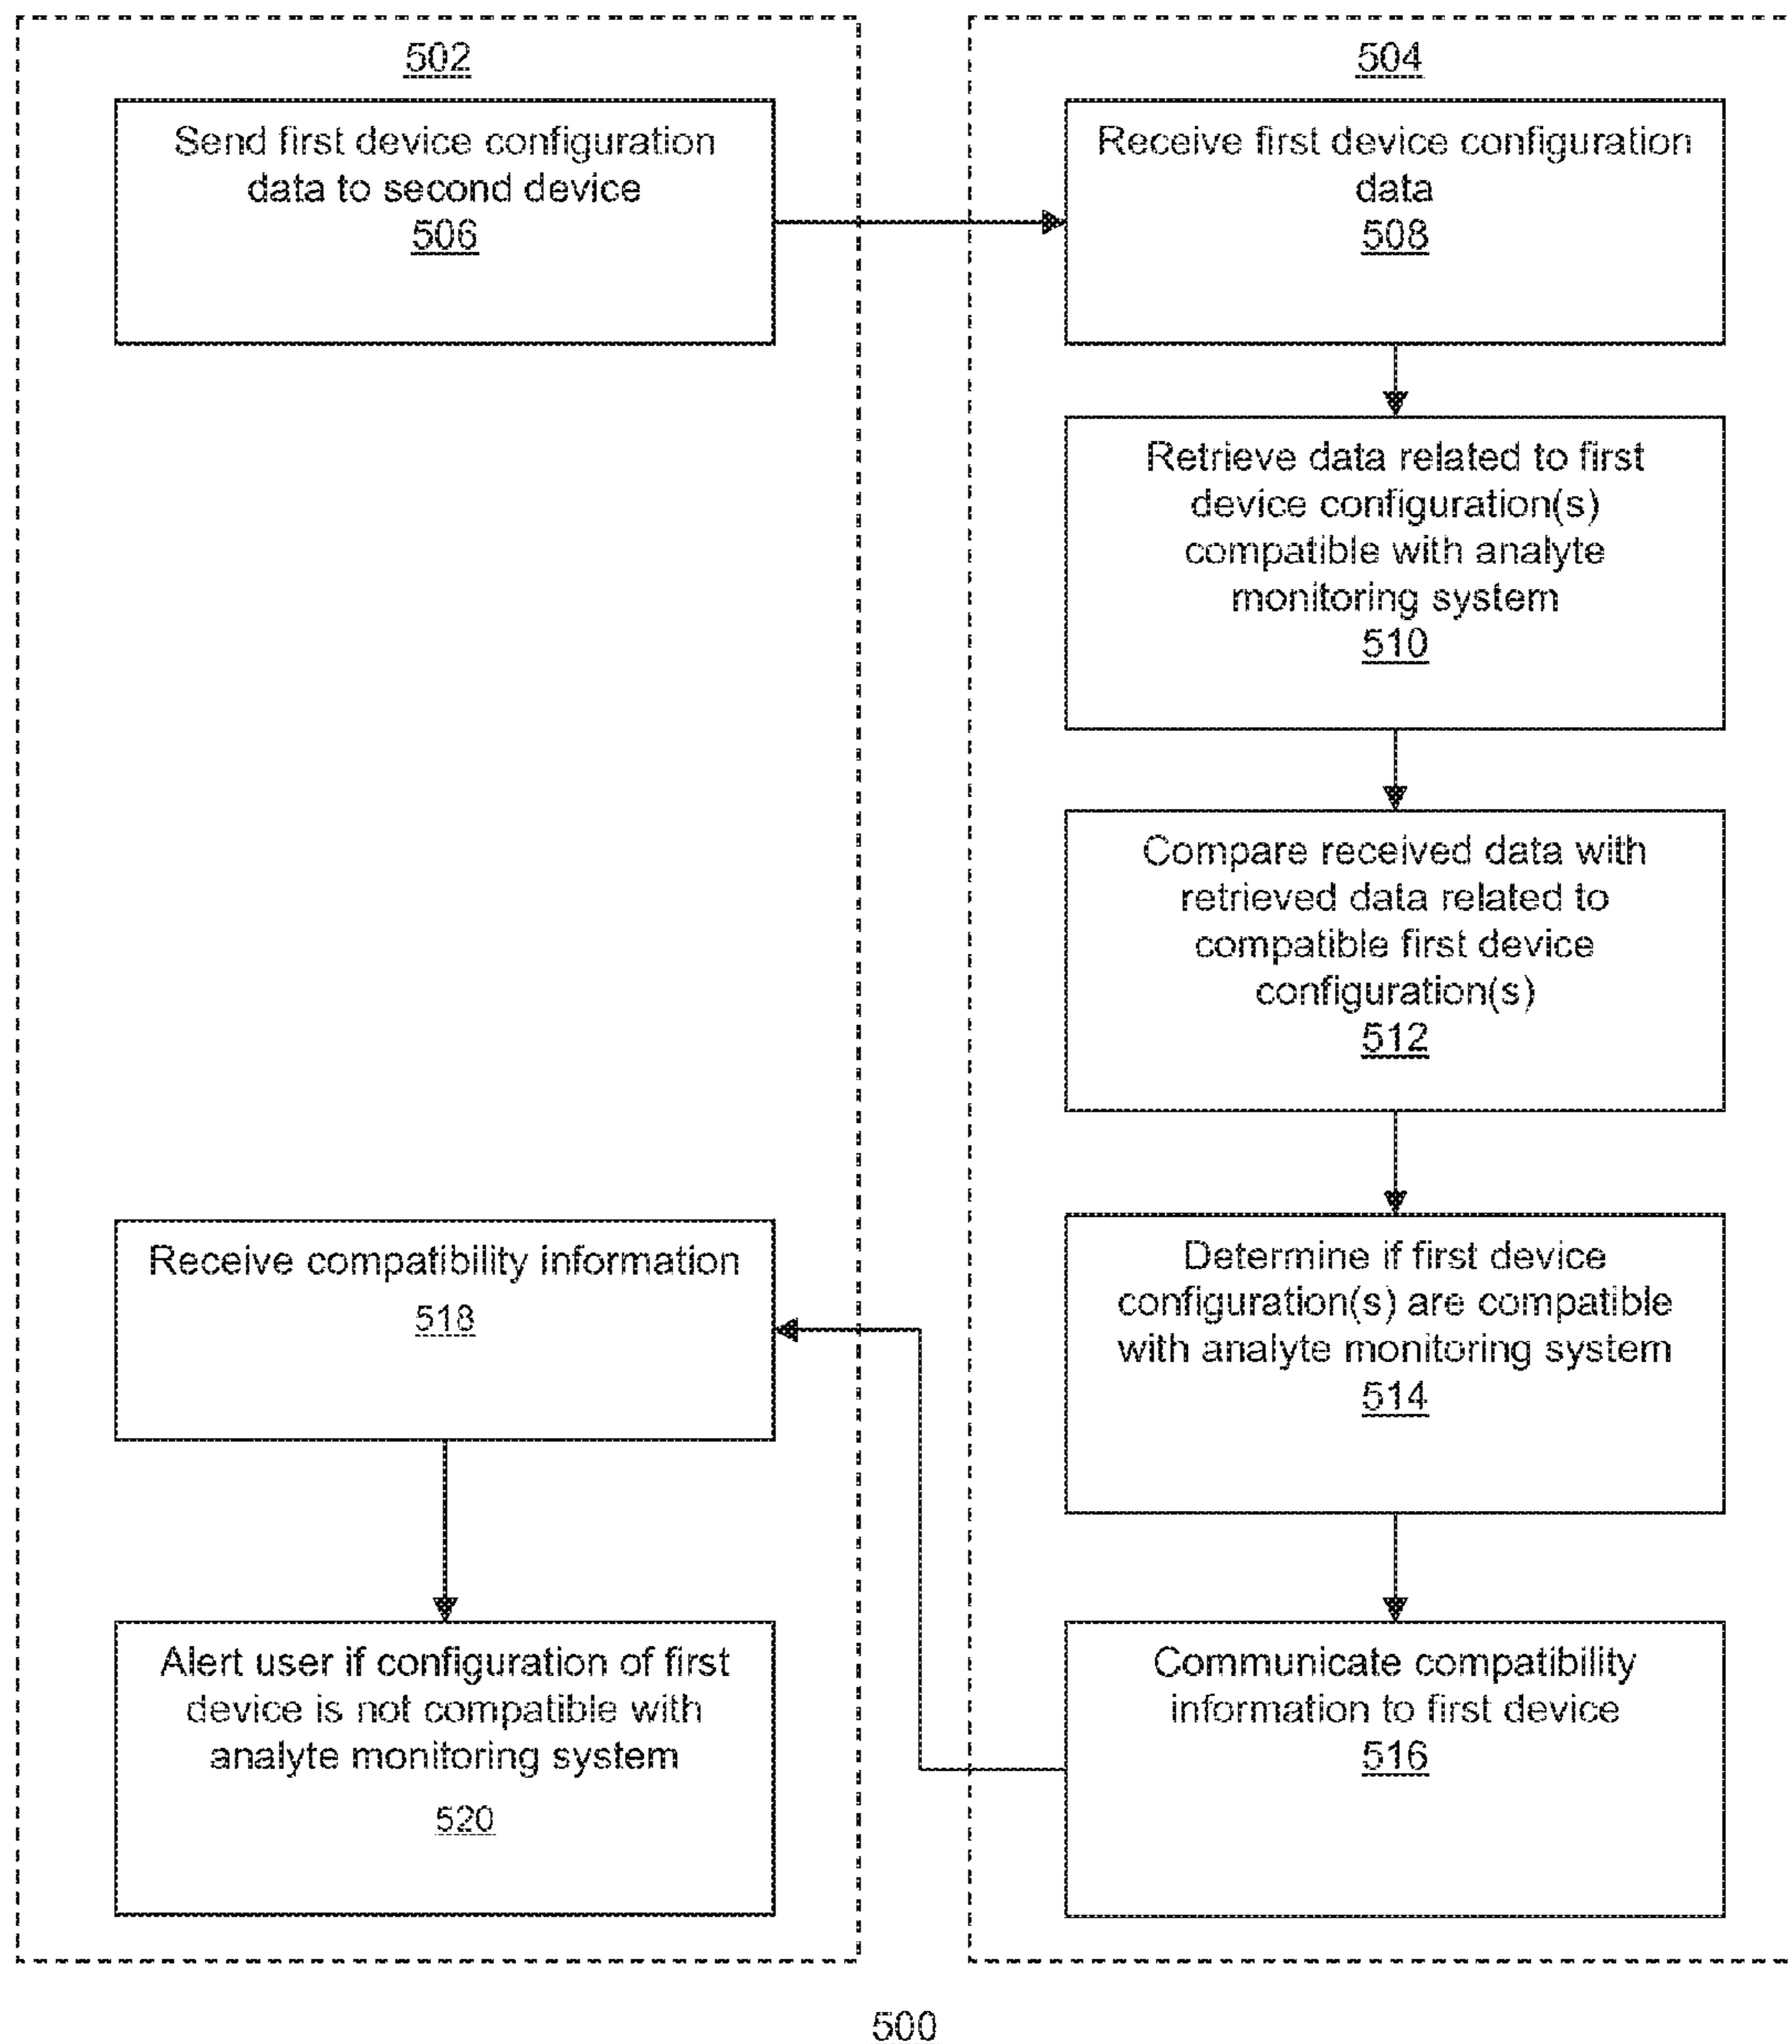 502
Send first device configuration
data to second device
506
Receive compatibility information
518
Alert user if configuration of first
device is not compatible with
analyte monitoring system
520
504
Receive first device configuration
data
508
Retrieve data related to first
device configuration(s)
compatible with analyte
monitoring system
510
Compare received data with
retrieved data related to
compatible first device
configuration(s)
512
Determine if first device
configuration(s) are compatible
with analyte monitoring system
514
Communicate compatibility
information to first device
516
500